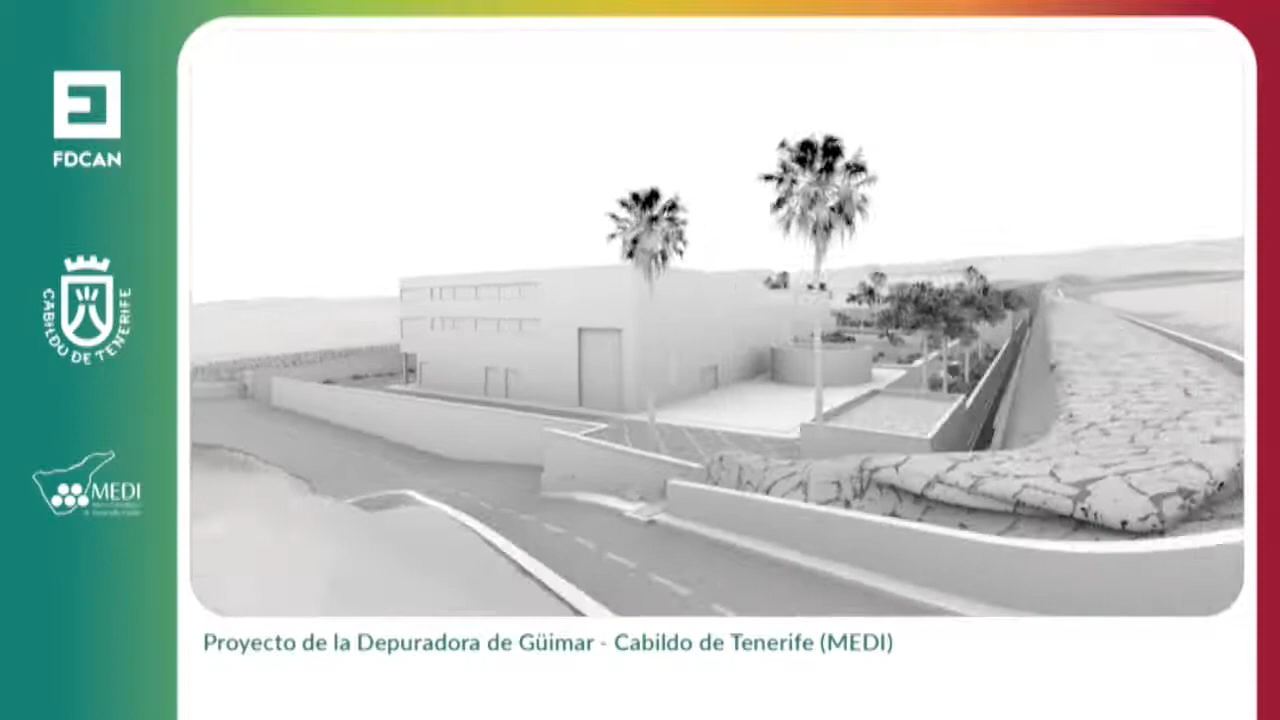 FDCAN
CABILDO DE TENERIFE
MEDI
Proyecto de la Depuradora de Güimar - Cabildo de Tenerife (MEDI)